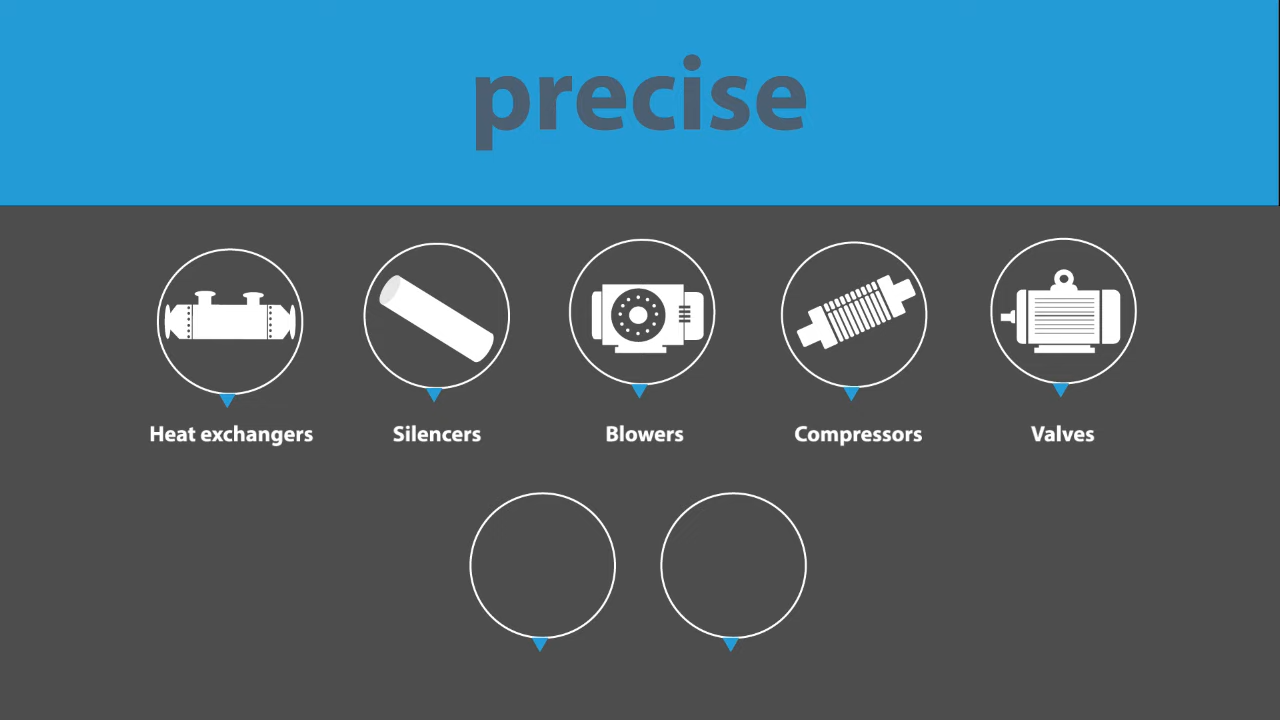 precise
Heat exchangers
Silencers
Blowers
Compressors
Valves